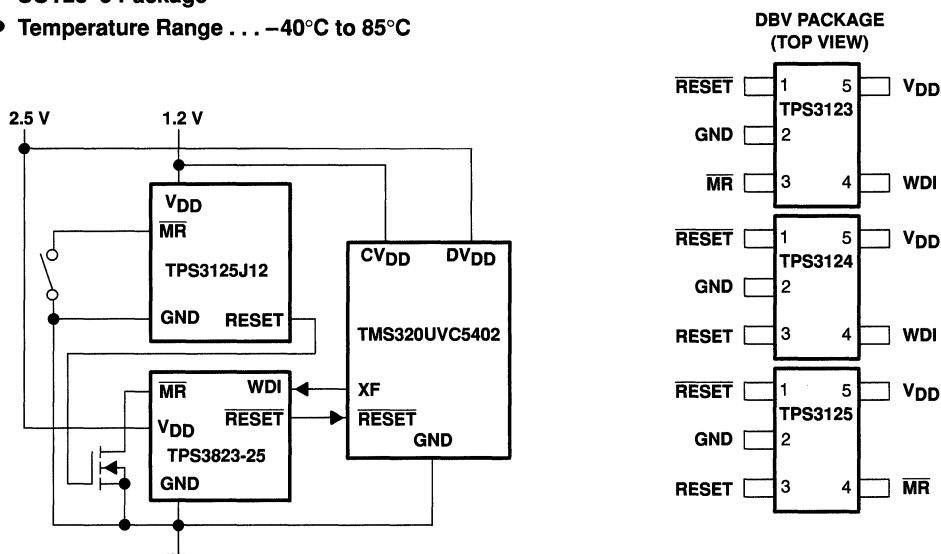 Temperature Range . . . –40°C to 85°C
DBV PACKAGE
(TOP VIEW)
RESET 1 5 VDD
TPS3123
GND 2
MR 3 4 WDI
RESET 1 5 VDD
TPS3124
GND 2
RESET 3 4 WDI
RESET 1 5 VDD
TPS3125
GND 2
RESET 3 4 MR
2.5 V 1.2 V
VDD
MR
TPS3125J12
GND RESET
CVDD DVDD
TMS320UVC5402
XF
RESET
GND
MR WDI
RESET
VDD
TPS3823-25
GND